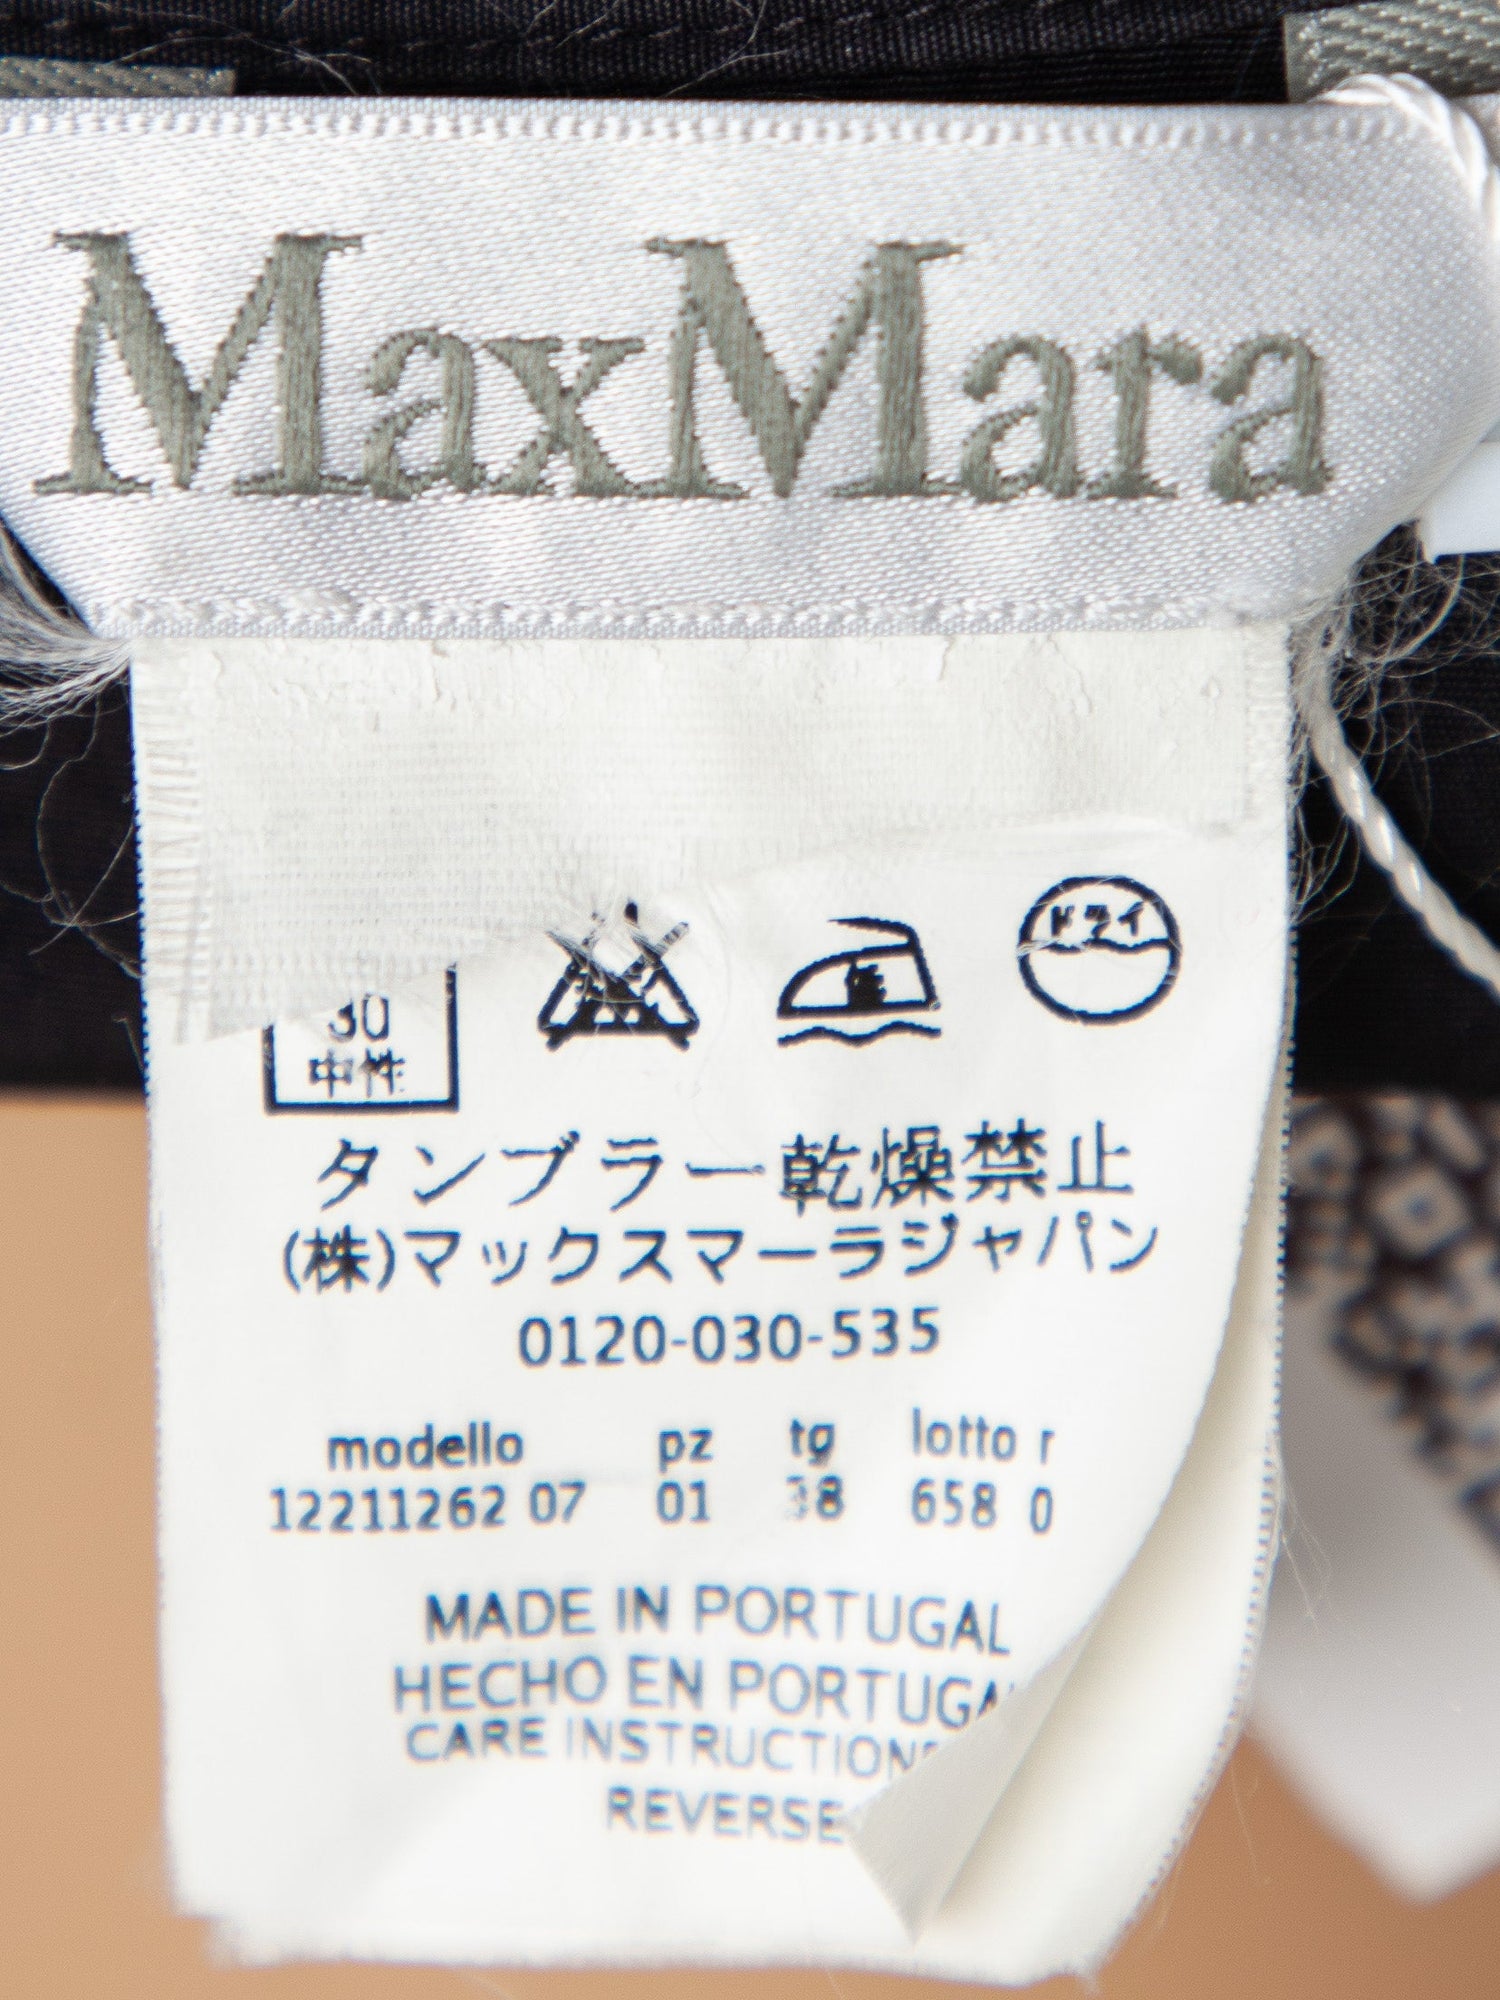 MaxMara
ドライ
中
30
中性
タンブラー乾燥禁止
(株)マックスマーラジャパン
0120-030-535
modello pz tg lotto r
12211262 07 01 38 658 0
MADE IN PORTUGAL
HECHO EN PORTUGAL
CARE INSTRUCTIONS
REVERSE